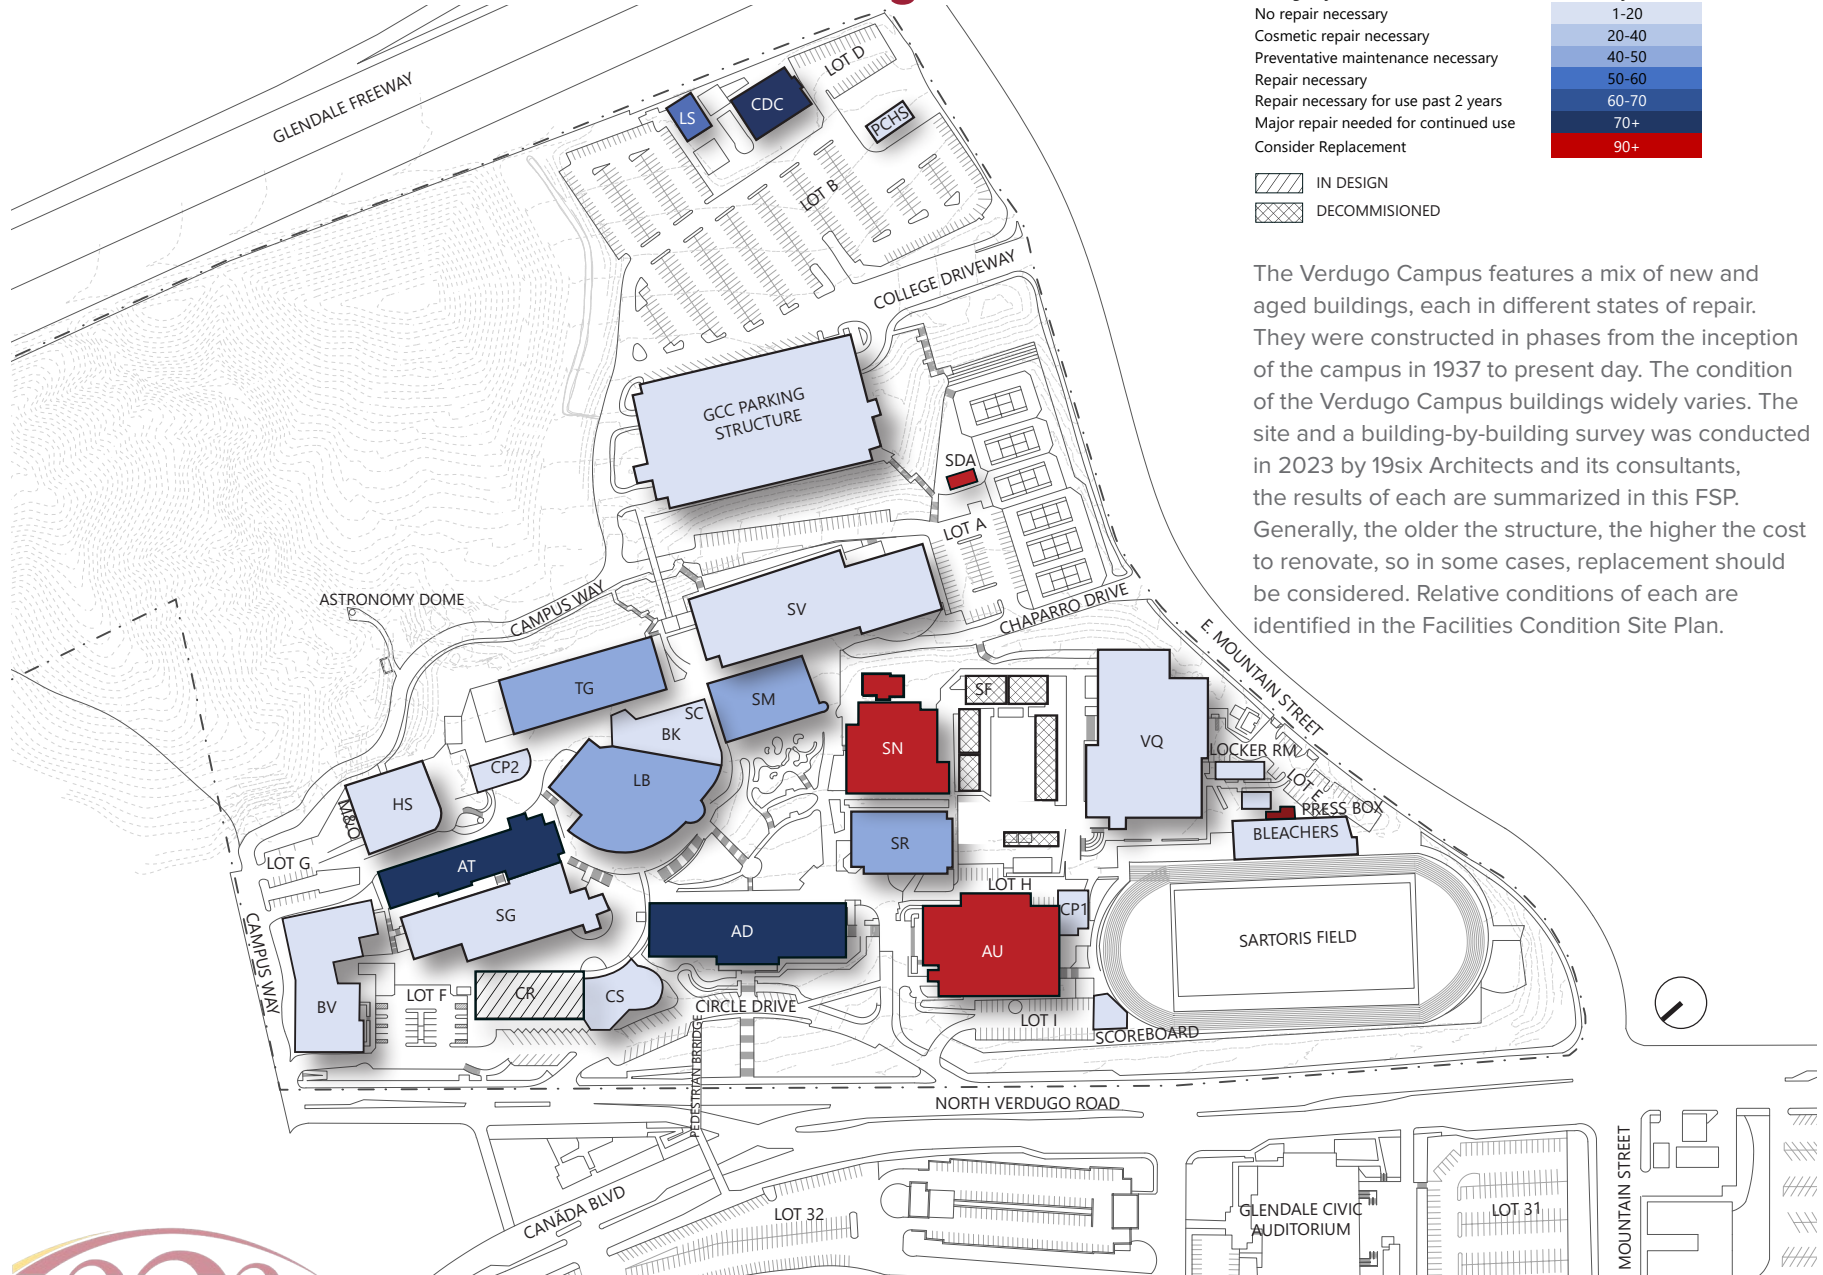 No repair necessary 1-20
Cosmetic repair necessary 20-40
Preventative maintenance necessary 40-50
Repair necessary 50-60
Repair necessary for use past 2 years 60-70
Major repair needed for continued use 70+
Consider Replacement 90+
IN DESIGN
DECOMMISIONED
The Verdugo Campus features a mix of new and
aged buildings, each in different states of repair.
They were constructed in phases from the inception
of the campus in 1937 to present day. The condition
of the Verdugo Campus buildings widely varies. The
site and a building-by-building survey was conducted
in 2023 by 19six Architects and its consultants,
the results of each are summarized in this FSP.
Generally, the older the structure, the higher the cost
to renovate, so in some cases, replacement should
be considered. Relative conditions of each are
identified in the Facilities Condition Site Plan.
GLENDALE FREEWAY
LOT D
CDC
LS
PCHS
LOT B
COLLEGE DRIVEWAY
GCC PARKING
STRUCTURE
SDA
LOT A
ASTRONOMY DOME
CAMPUS WAY
SV
CHAPARRO DRIVE
E. MOUNTAIN STREET
TG
SM
SC
BK
SF
SN
VQ
LOCKER RM
LOT E
PRESS BOX
BLEACHERS
CP2
LB
HS
M&O
SR
LOT G
AT
LOT H
SG
CP1
AD
AU
SARTORIS FIELD
CAMPUS WAY
BV
LOT F
CR
CS
CIRCLE DRIVE
LOT I
SCOREBOARD
PEDESTRIAN BRRIDGE
NORTH VERDUGO ROAD
CANÃDA BLVD
LOT 32
GLENDALE CIVIC
AUDITORIUM
LOT 31
MOUNTAIN STREET